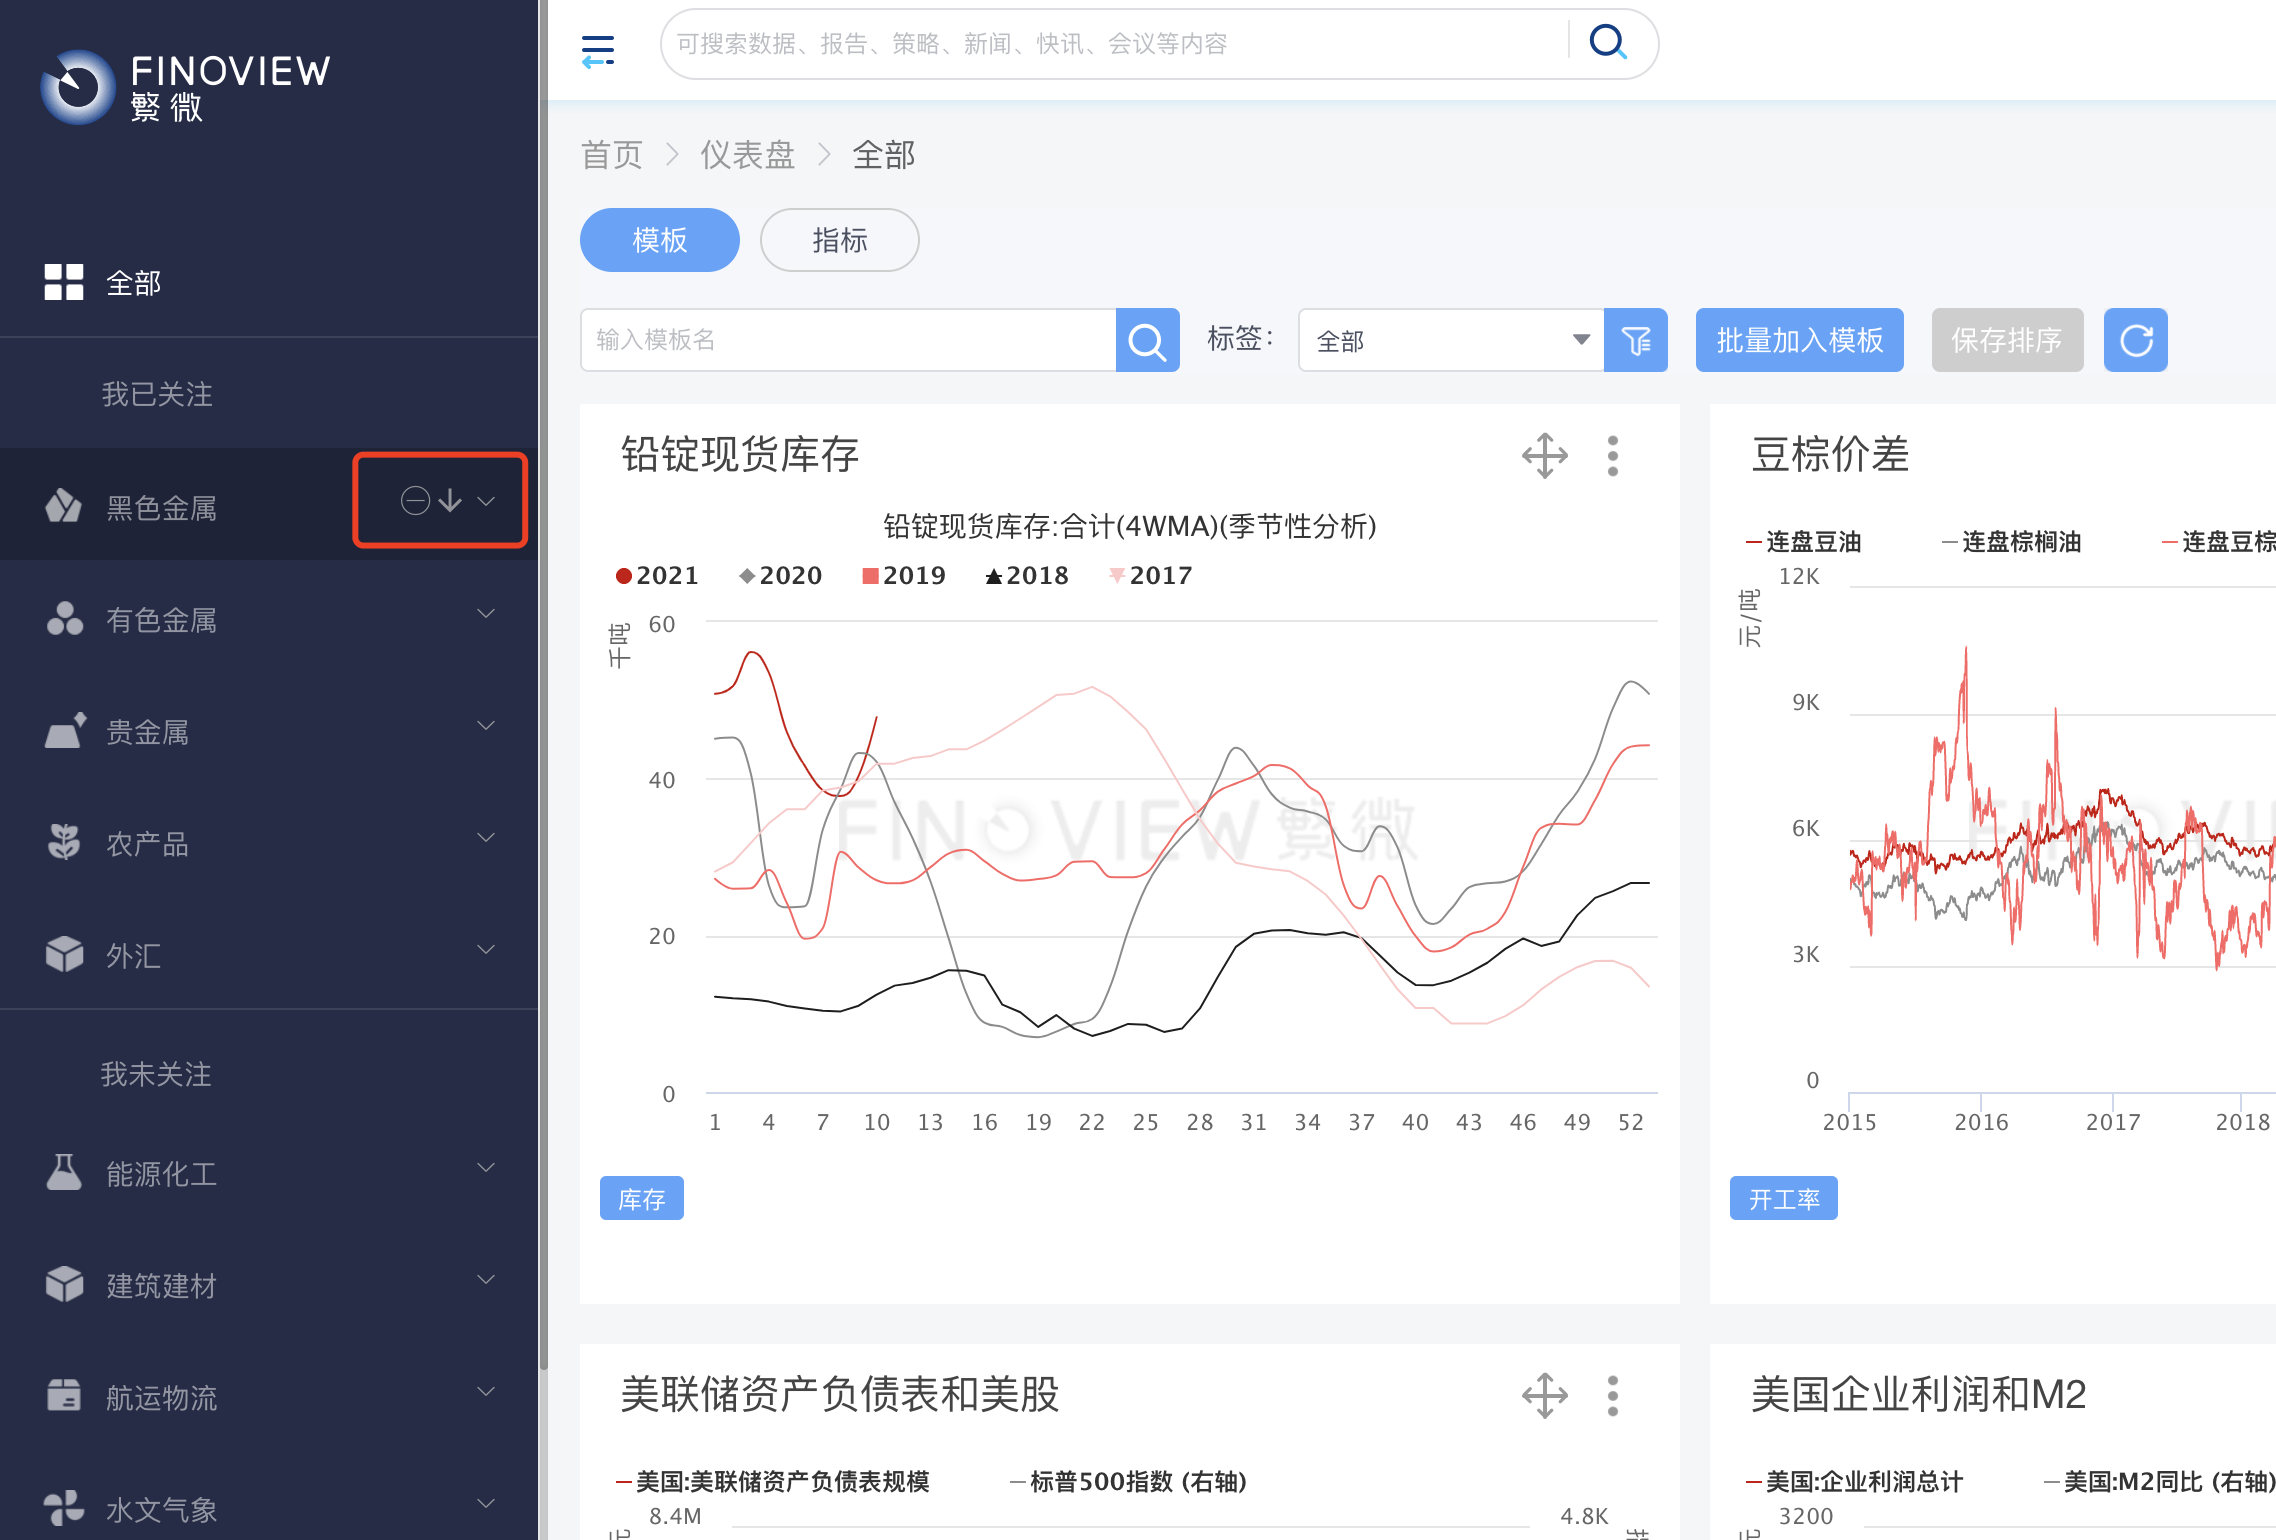 FINOVIEW
繁微
全部
我已关注
黑色金属
有色金属
贵金属
农产品
外汇
我未关注
能源化工
建筑建材
航运物流
水文气象
可搜索数据、报告、策略、新闻、快讯、会议等内容
首页 > 仪表盘 > 全部
模板 指标
输入模板名 标签： 全部 批量加入模板 保存排序
铅锭现货库存
铅锭现货库存:合计(4WMA)(季节性分析)
2021 2020 2019 2018 2017
千吨
60
40
20
0
FINOVIEW繁微
1 4 7 10 13 16 19 22 25 28 31 34 37 40 43 46 49 52
库存
豆棕价差
连盘豆油 连盘棕榈油 连盘豆棕
元/吨
12K
9K
6K
3K
0
FINOVIE
2015 2016 2017 2018
开工率
美联储资产负债表和美股
美国:美联储资产负债表规模 标普500指数 (右轴)
8.4M 4.8K
美国企业利润和M2
美国:企业利润总计 美国:M2同比 (右轴)
3200